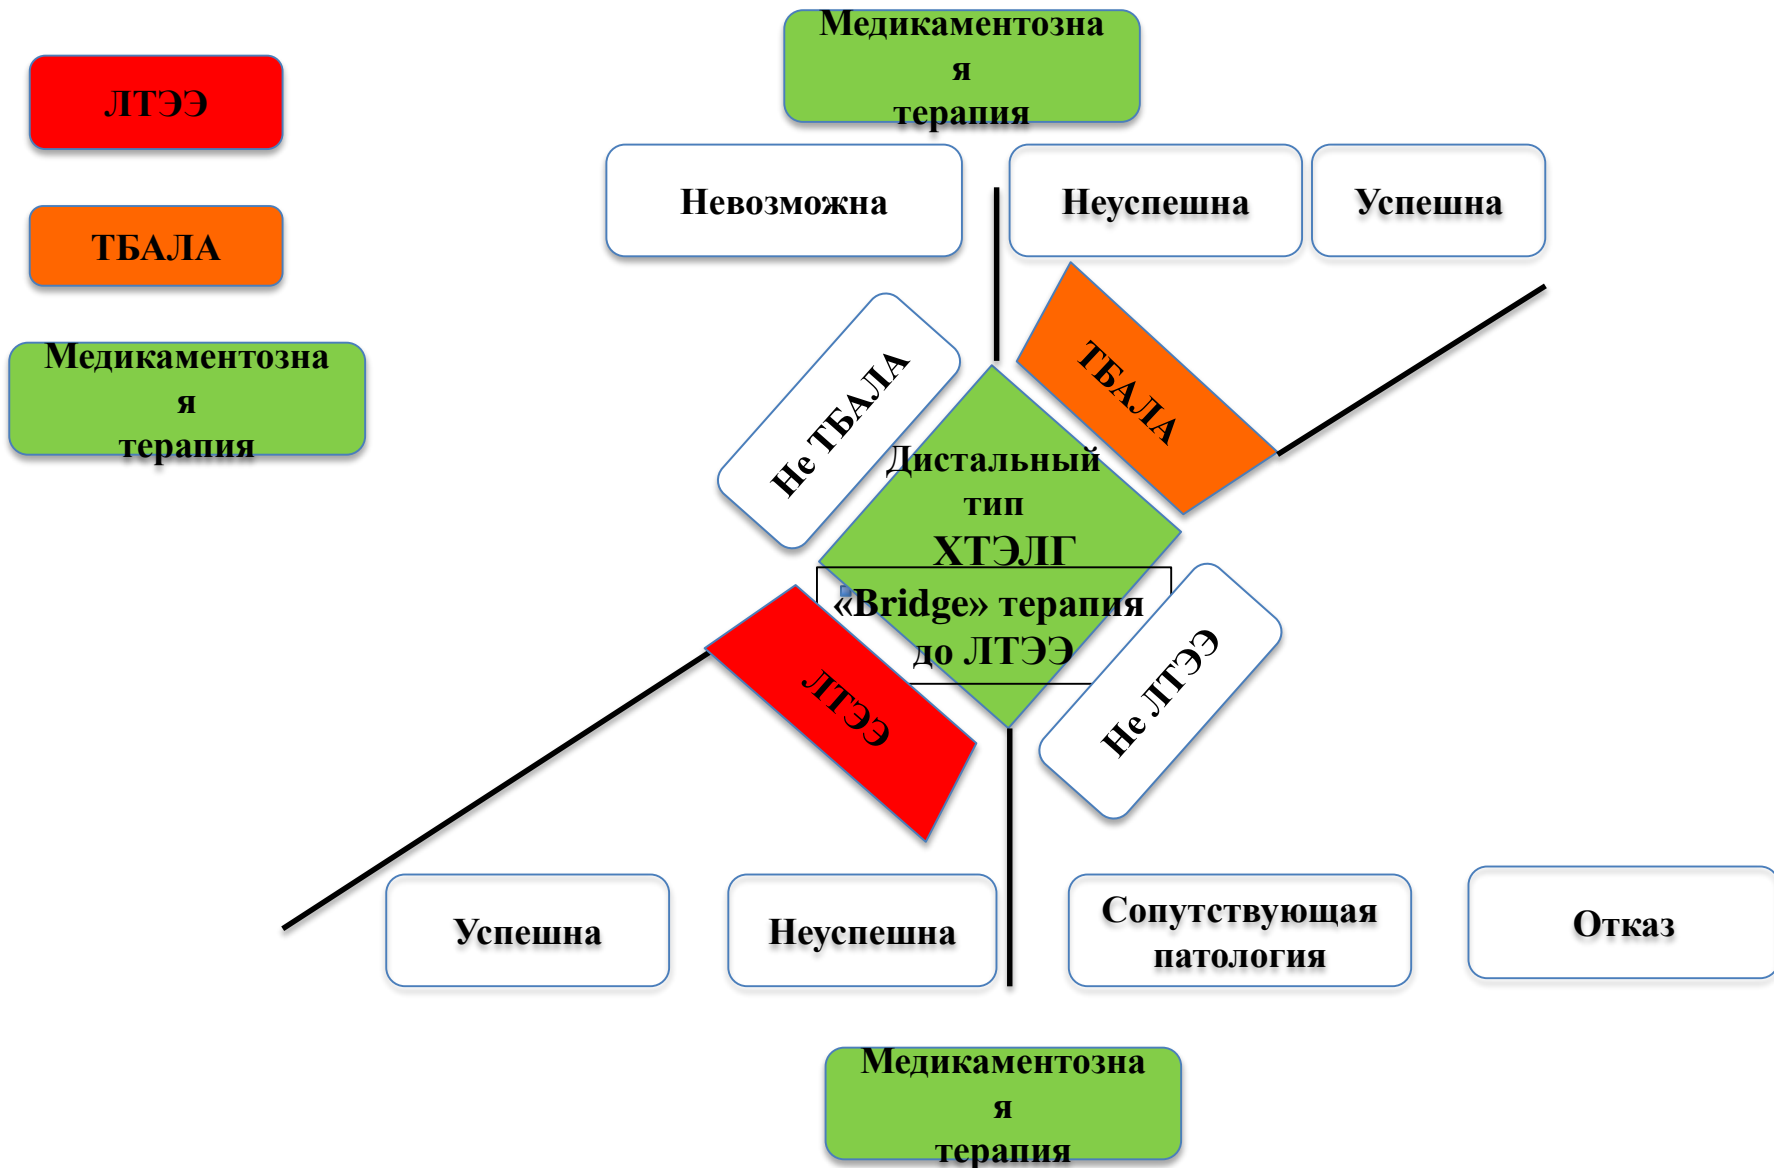 Медикаментозна
я
терапия
ЛТЭЭ
Невозможна
Неуспешна
Успешна
ТБАЛА
Медикаментозна
я
терапия
Не ТБАЛА
ТБАЛА
Дистальный
тип
ХТЭЛГ
«Bridge» терапия
до ЛТЭЭ
ЛТЭЭ
Не ЛТЭЭ
Успешна
Неуспешна
Сопутствующая
патология
Отказ
Медикаментозна
я
терапия